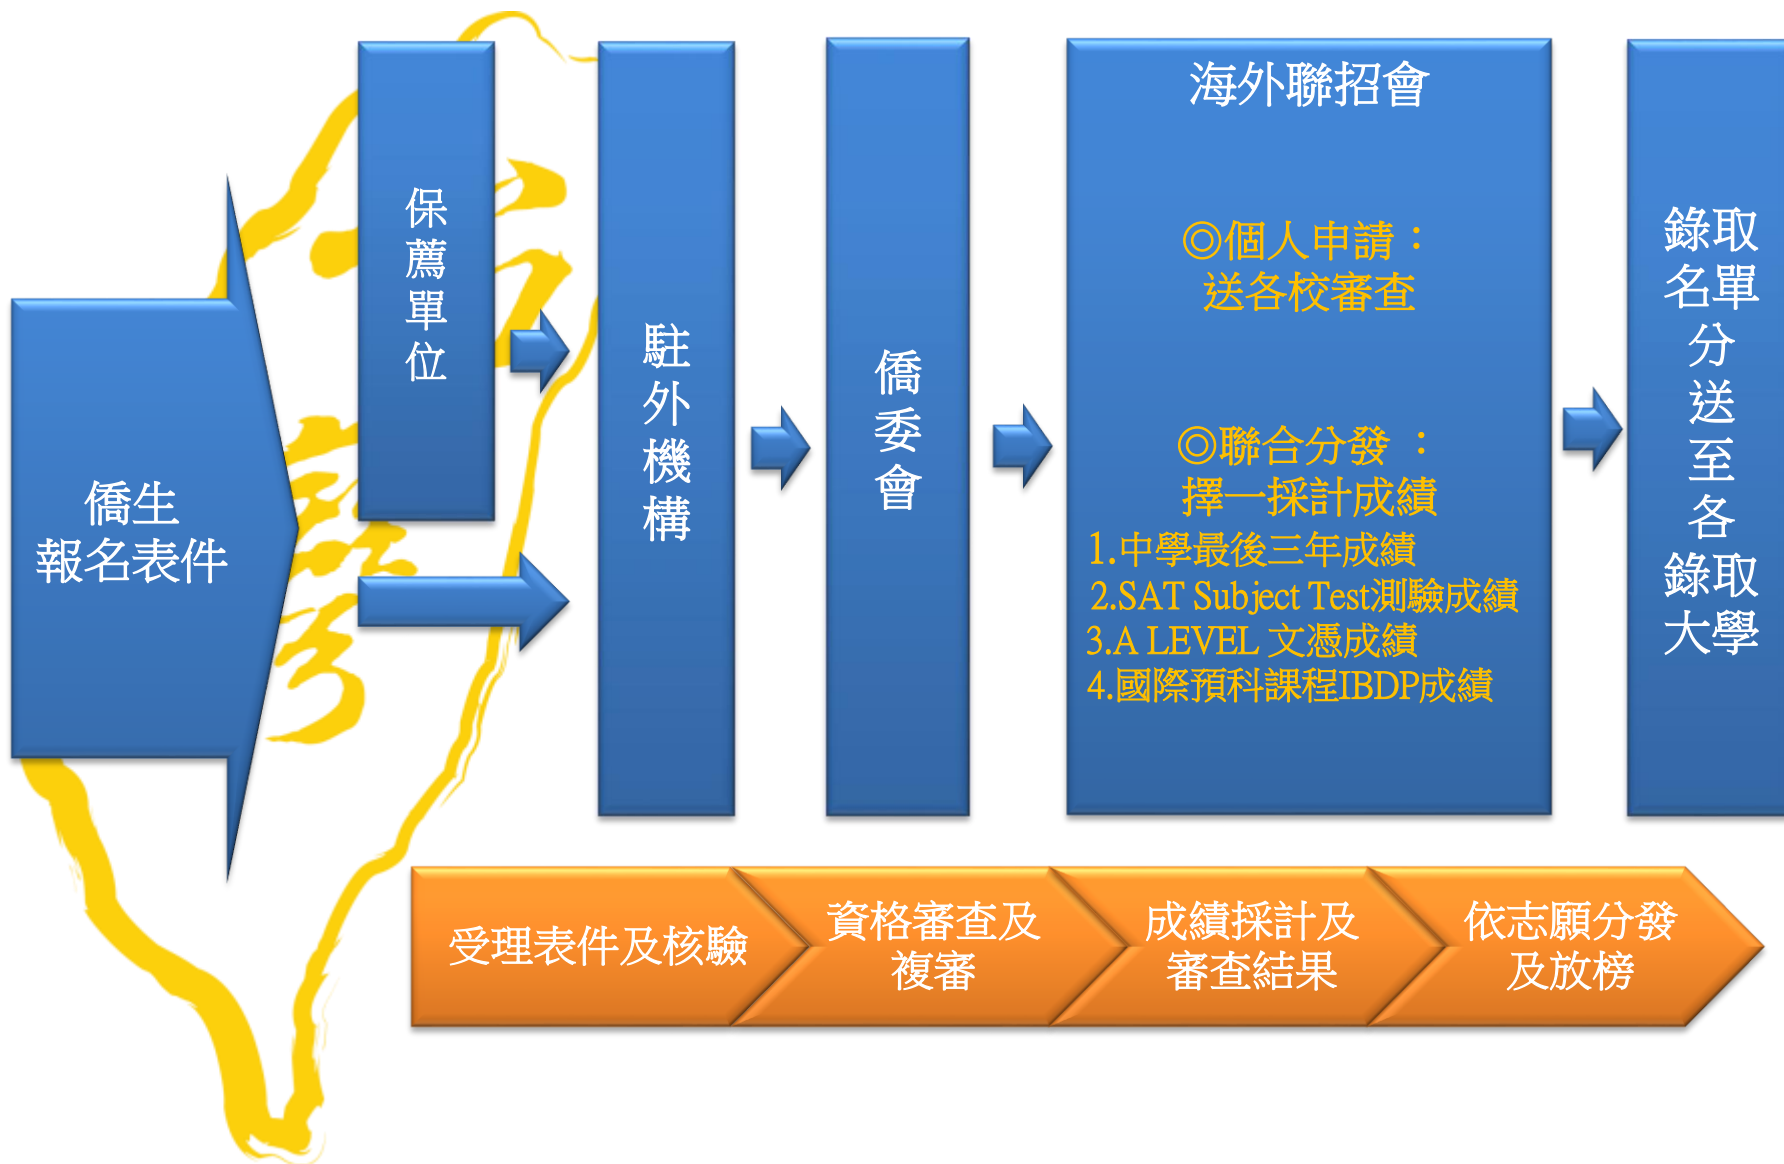 僑生
報名表件
保薦單位
駐外機構
僑委會
海外聯招會
◎個人申請：
送各校審查
◎聯合分發：
擇一採計成績
1.中學最後三年成績
2.SAT Subject Test測驗成績
3.A LEVEL 文憑成績
4.國際預科課程IBDP成績
錄取
名單
分
送
至
各
錄取
大學
受理表件及核驗
資格審查及
複審
成績採計及
審查結果
依志願分發
及放榜